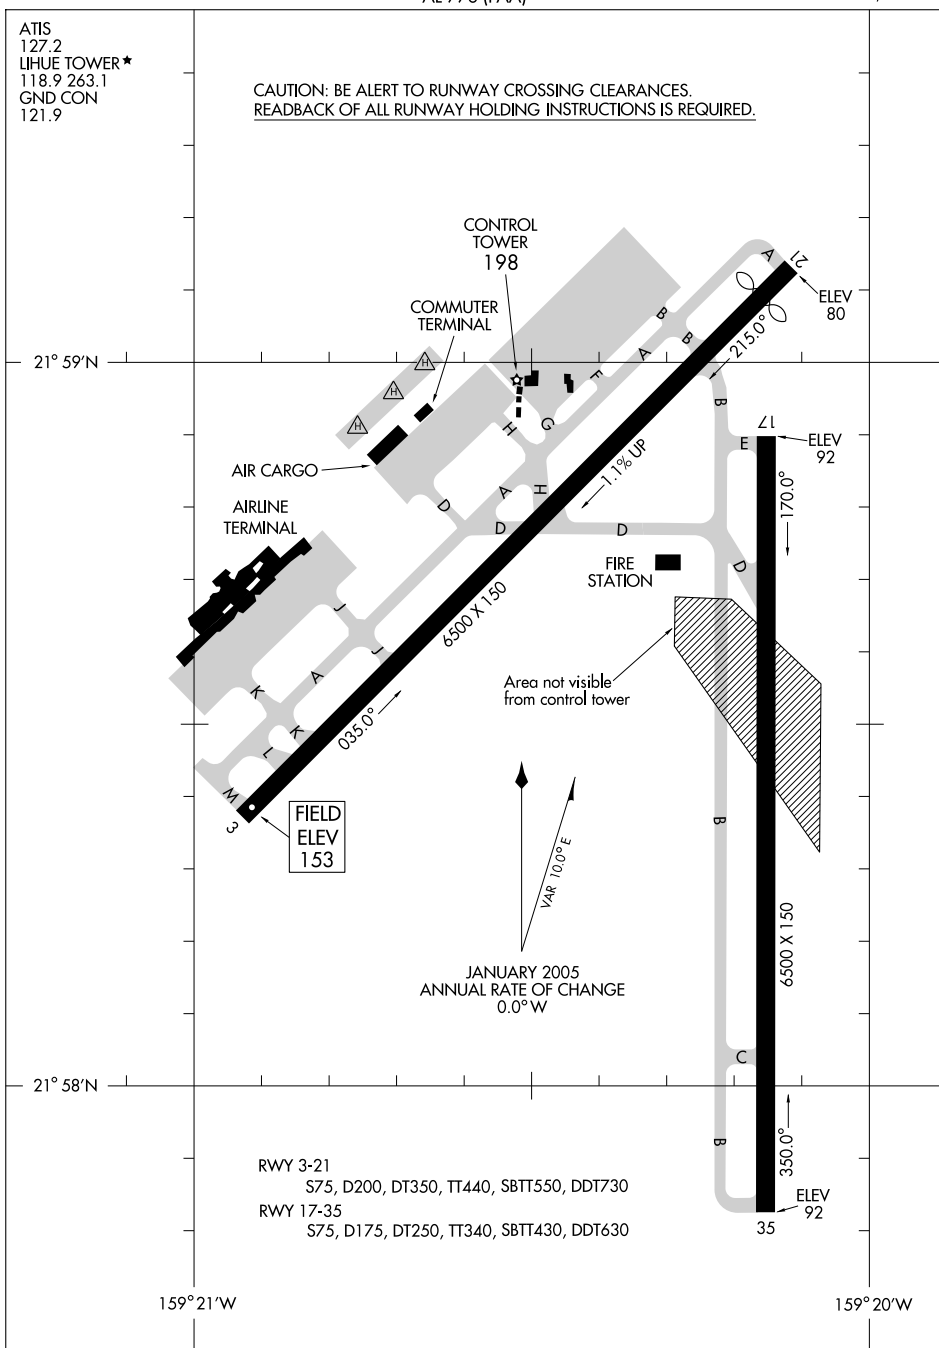 ATIS
127.2
LIHUE TOWER★
118.9 263.1
GND CON
121.9
CAUTION: BE ALERT TO RUNWAY CROSSING CLEARANCES.
READBACK OF ALL RUNWAY HOLDING INSTRUCTIONS IS REQUIRED.
CONTROL
TOWER
198
A
21
ELEV
80
COMMUTER
TERMINAL
B
B
215.0°
A
21°59'N
H
H
H
F
B
G
H
17
E
ELEV
92
1.1% UP
AIR CARGO
A
H
170.0°
D
AIRLINE
TERMINAL
D
D
FIRE
STATION
D
J
6500 X 150
J
Area not visible
from control tower
A
K
K
L
035.0°
M
3
FIELD
ELEV
153
B
VAR 10.0° E
6500 X 150
JANUARY 2005
ANNUAL RATE OF CHANGE
0.0° W
C
21°58'N
350.0°
B
RWY 3-21
S75, D200, DT350, TT440, SBTT550, DDT730
RWY 17-35
S75, D175, DT250, TT340, SBTT430, DDT630
ELEV
92
35
159°21'W
159°20'W